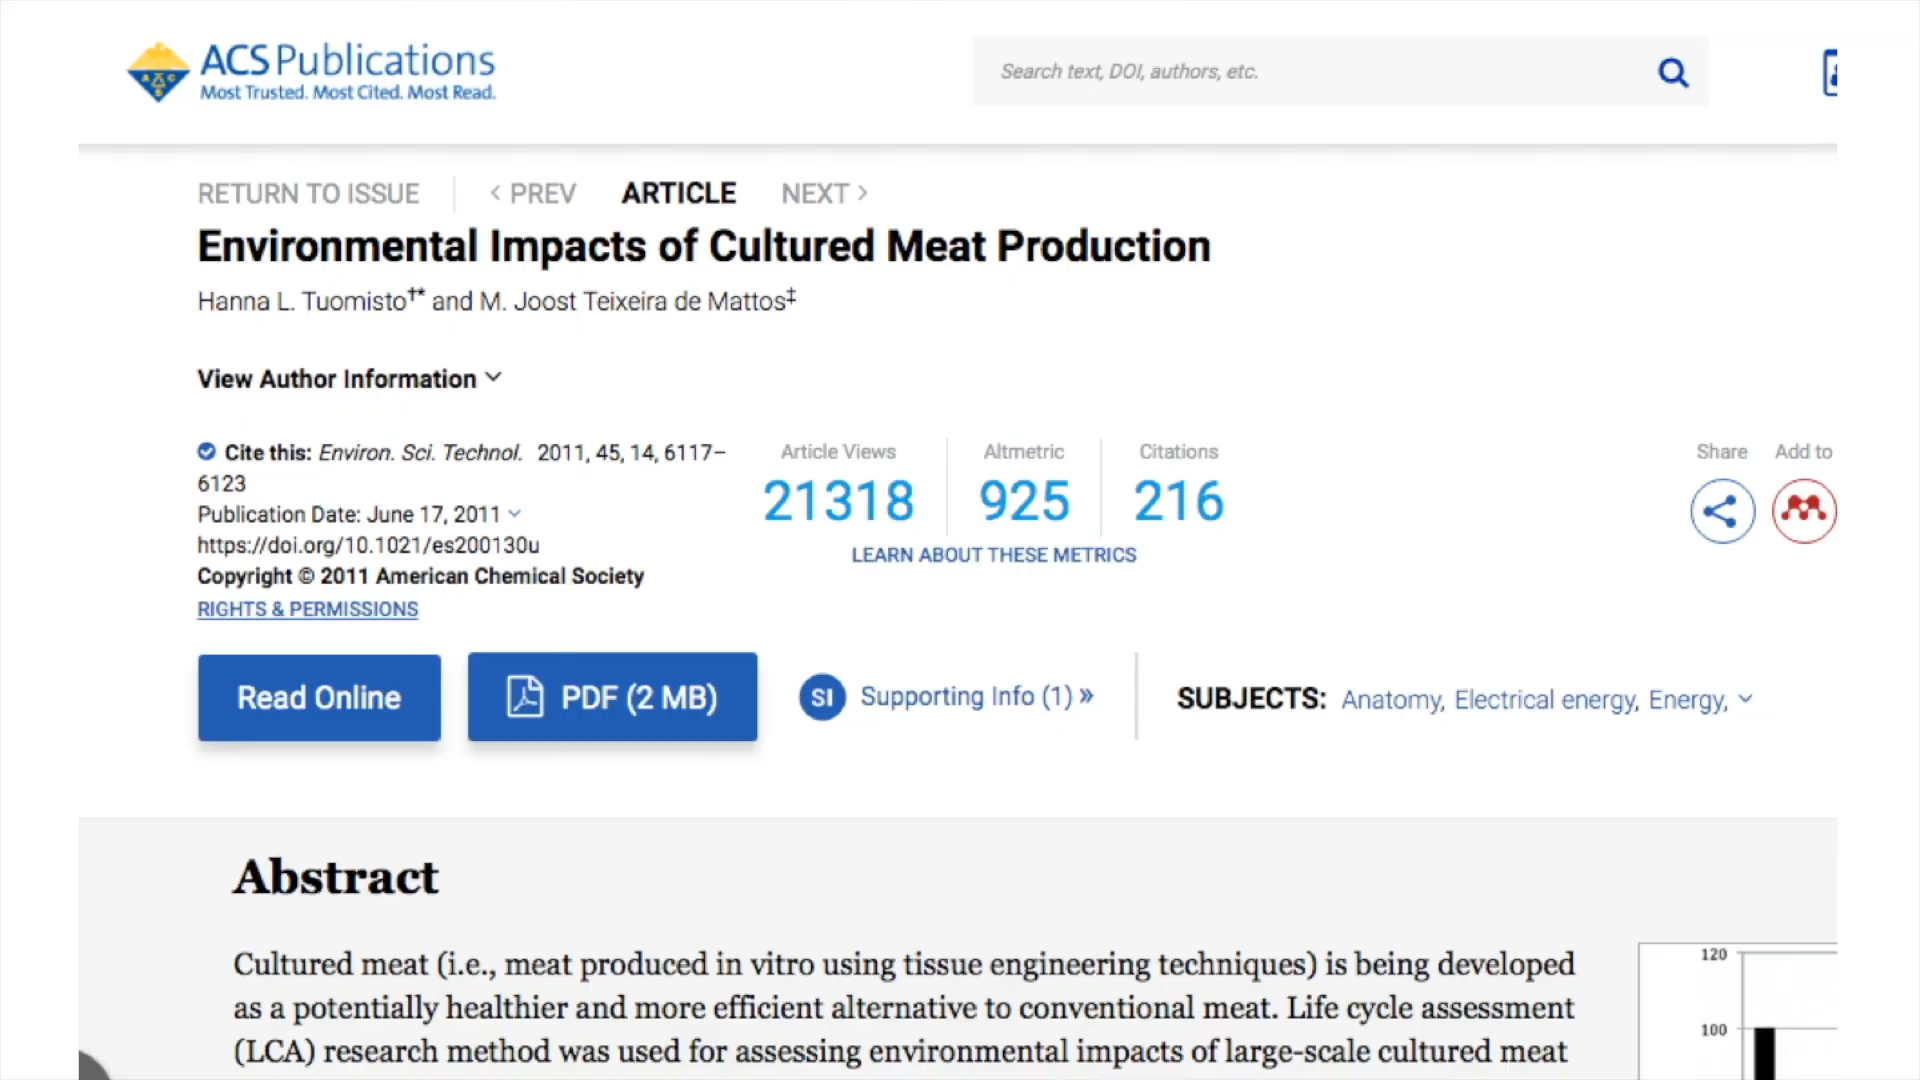 ACS Publications
Most Trusted. Most Cited. Most Read.
Search text, DOI, authors, etc.
RETURN TO ISSUE
< PREV
ARTICLE
NEXT >
Environmental Impacts of Cultured Meat Production
Hanna L. Tuomisto†* and M. Joost Teixeira de Mattos‡
View Author Information
Cite this: Environ. Sci. Technol. 2011, 45, 14, 6117–
6123
Publication Date: June 17, 2011
https://doi.org/10.1021/es200130u
Copyright © 2011 American Chemical Society
RIGHTS & PERMISSIONS
Article Views
21318
Altmetric
925
Citations
216
LEARN ABOUT THESE METRICS
Share
Add to
Read Online
PDF (2 MB)
SI
Supporting Info (1) »
SUBJECTS: Anatomy, Electrical energy, Energy,
Abstract
Cultured meat (i.e., meat produced in vitro using tissue engineering techniques) is being developed
as a potentially healthier and more efficient alternative to conventional meat. Life cycle assessment
(LCA) research method was used for assessing environmental impacts of large-scale cultured meat
120
100